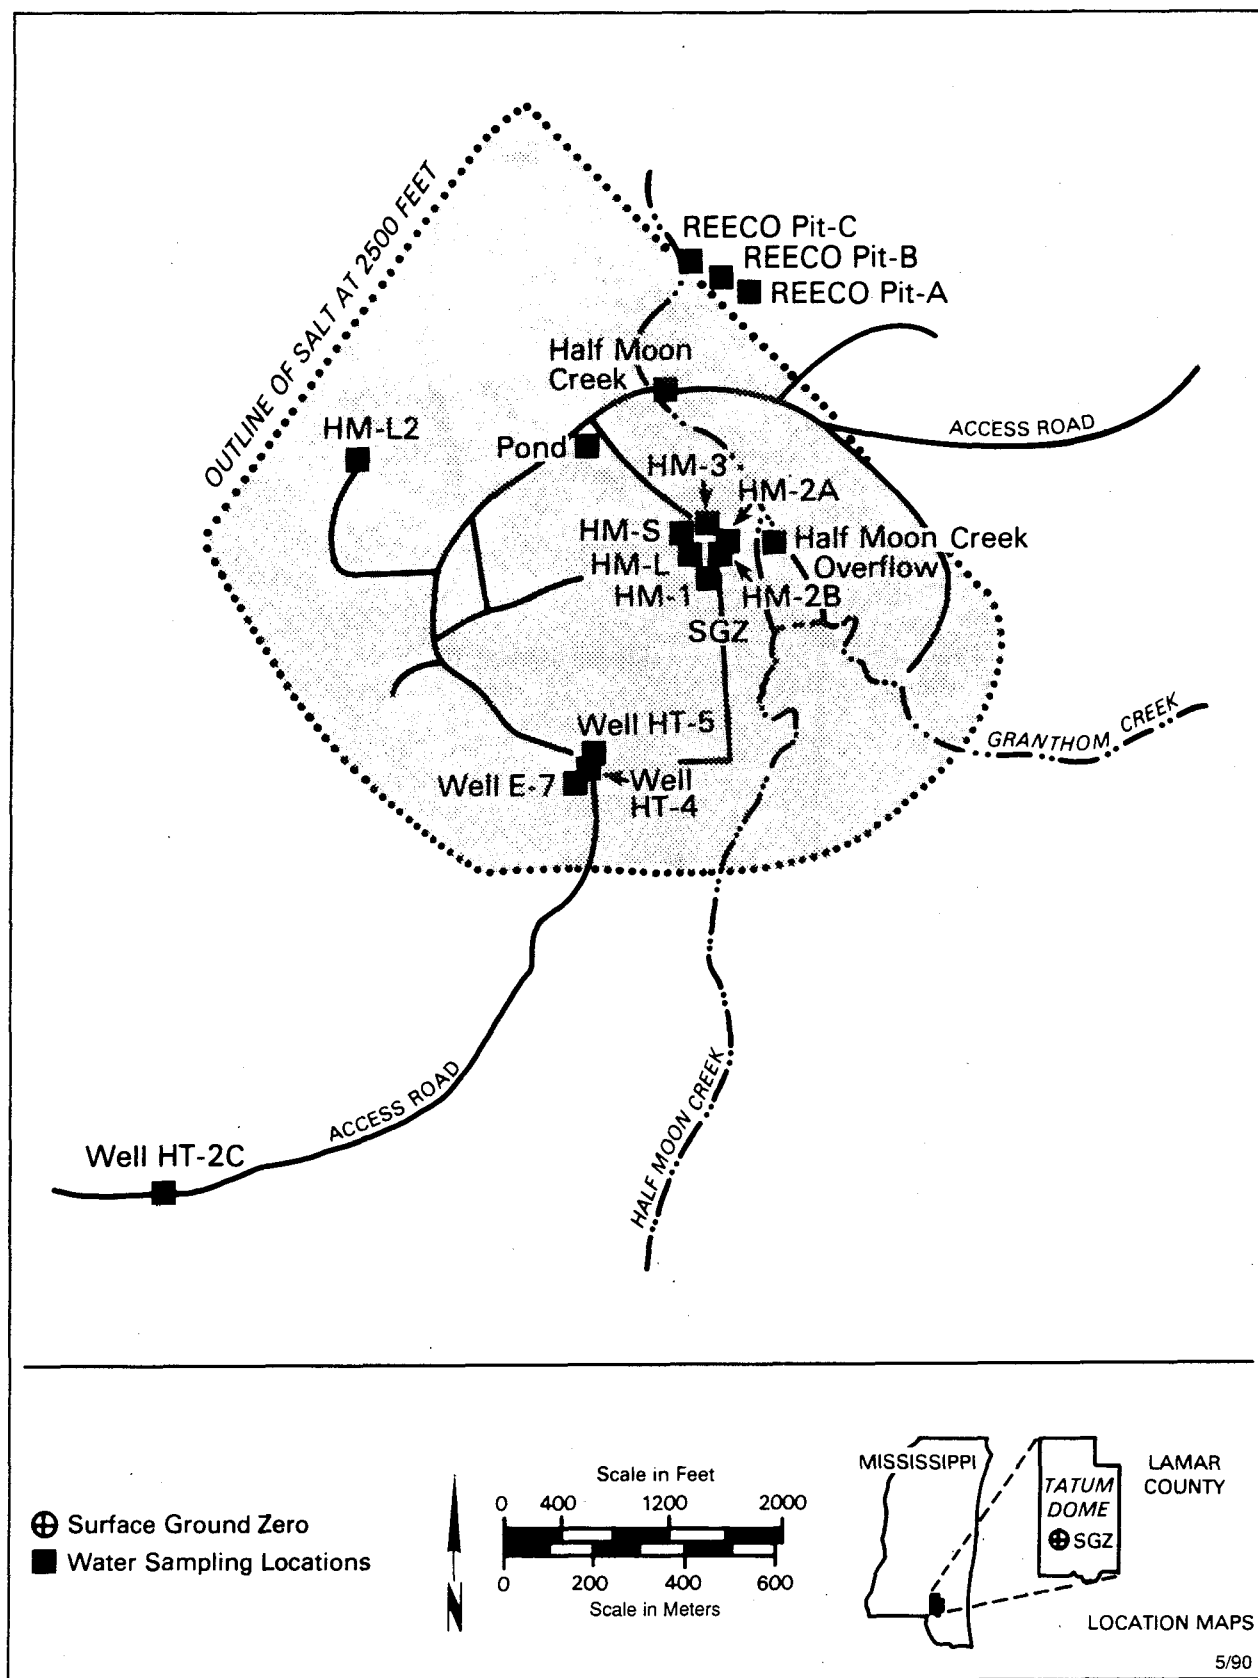 OUTLINE OF SALT AT 2500 FEET
REECO Pit-C
REECO Pit-B
REECO Pit-A
Half Moon
Creek
ACCESS ROAD
HM-L2
Pond
HM-3
HM-2A
HM-S
Half Moon Creek
Overflow
HM-L
HM-1
HM-2B
SGZ
GRANTHOM CREEK
Well HT-5
Well E-7
Well
HT-4
ACCESS ROAD
HALF MOON CREEK
Well HT-2C
Surface Ground Zero
Water Sampling Locations
N
Scale in Feet
0 400 1200 2000
0 200 400 600
Scale in Meters
MISSISSIPPI
LAMAR
COUNTY
TATUM
DOME
SGZ
LOCATION MAPS
5/90